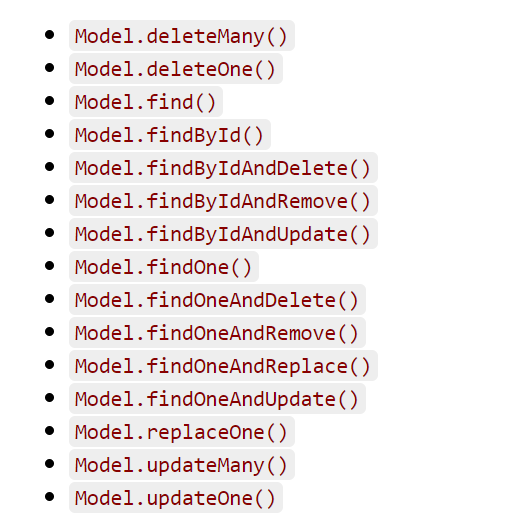 Model.deleteMany()
Model.deleteOne()
Model.find()
Model.findById()
Model.findByIdAndDelete()
Model.findByIdAndRemove()
Model.findByIdAndUpdate()
Model.findOne()
Model.findOneAndDelete()
Model.findOneAndRemove()
Model.findOneAndReplace()
Model.findOneAndUpdate()
Model.replaceOne()
Model.updateMany()
Model.updateOne()